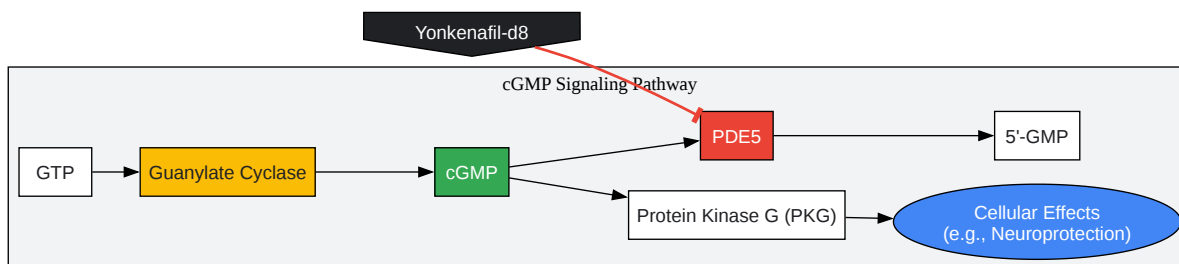 Yonkenafil-d8
cGMP Signaling Pathway
GTP
Guanylate Cyclase
cGMP
PDE5
5'-GMP
Protein Kinase G (PKG)
Cellular Effects
(e.g., Neuroprotection)